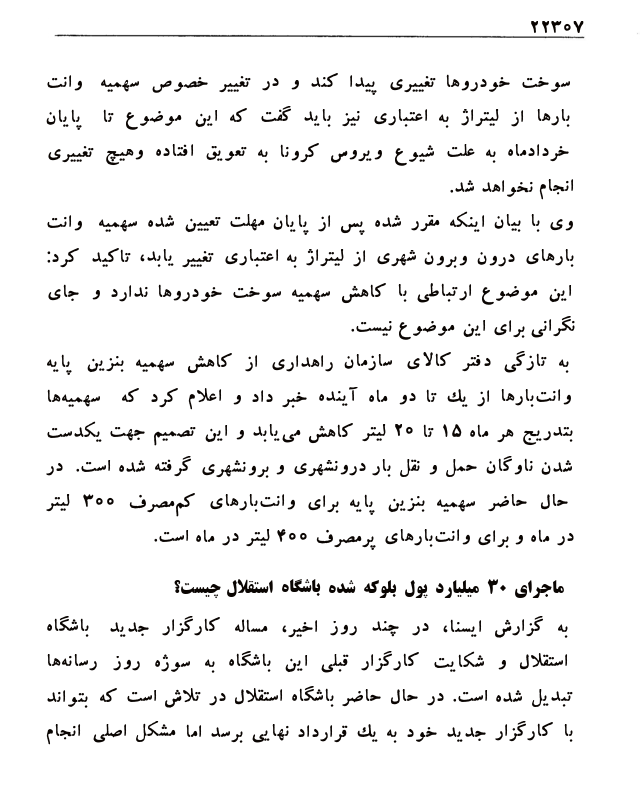 ۲۲۳۰۷
سوخت خودروها تغییری پیدا کند و در تغییر خصوص سهمیه وانت
بارها از لیتراژ به اعتباری نیز باید گفت که این موضوع تا پایان
خردادماه به علت شیوع ویروس کرونا به تعویق افتاده وهیچ تغییری
انجام نخواهد شد.
وی با بیان اینکه مقرر شده پس از پایان مهلت تعیین شده سهمیه وانت
بارهای درون وبرون شهری از لیتراژ به اعتباری تغییر یابد، تاکید کرد:
این موضوع ارتباطی با کاهش سهمیه سوخت خودروها ندارد و جای
نگرانی برای این موضوع نیست.
به تازگی دفتر کالای سازمان راهداری از کاهش سهمیه بنزین پایه
وانت‌بارها از یك تا دو ماه آینده خبر داد و اعلام کرد که سهمیه‌ها
بتدریج هر ماه ۱۵ تا ۲۰ لیتر کاهش می‌یابد و این تصمیم جهت یکدست
شدن ناوگان حمل و نقل بار درونشهری و برونشهری گرفته شده است. در
حال حاضر سهمیه بنزین پایه برای وانت‌بارهای کم‌مصرف ۳۰۰ لیتر
در ماه و برای وانت‌بارهای پرمصرف ۴۰۰ لیتر در ماه است.
ماجرای ۳۰ میلیارد پول بلوکه شده باشگاه استقلال چیست؟
به گزارش ایسنا، در چند روز اخیر، مساله کارگزار جدید باشگاه
استقلال و شکایت کارگزار قبلی این باشگاه به سوژه روز رسانه‌ها
تبدیل شده است. در حال حاضر باشگاه استقلال در تلاش است که بتواند
با کارگزار جدید خود به یك قرارداد نهایی برسد اما مشکل اصلی انجام